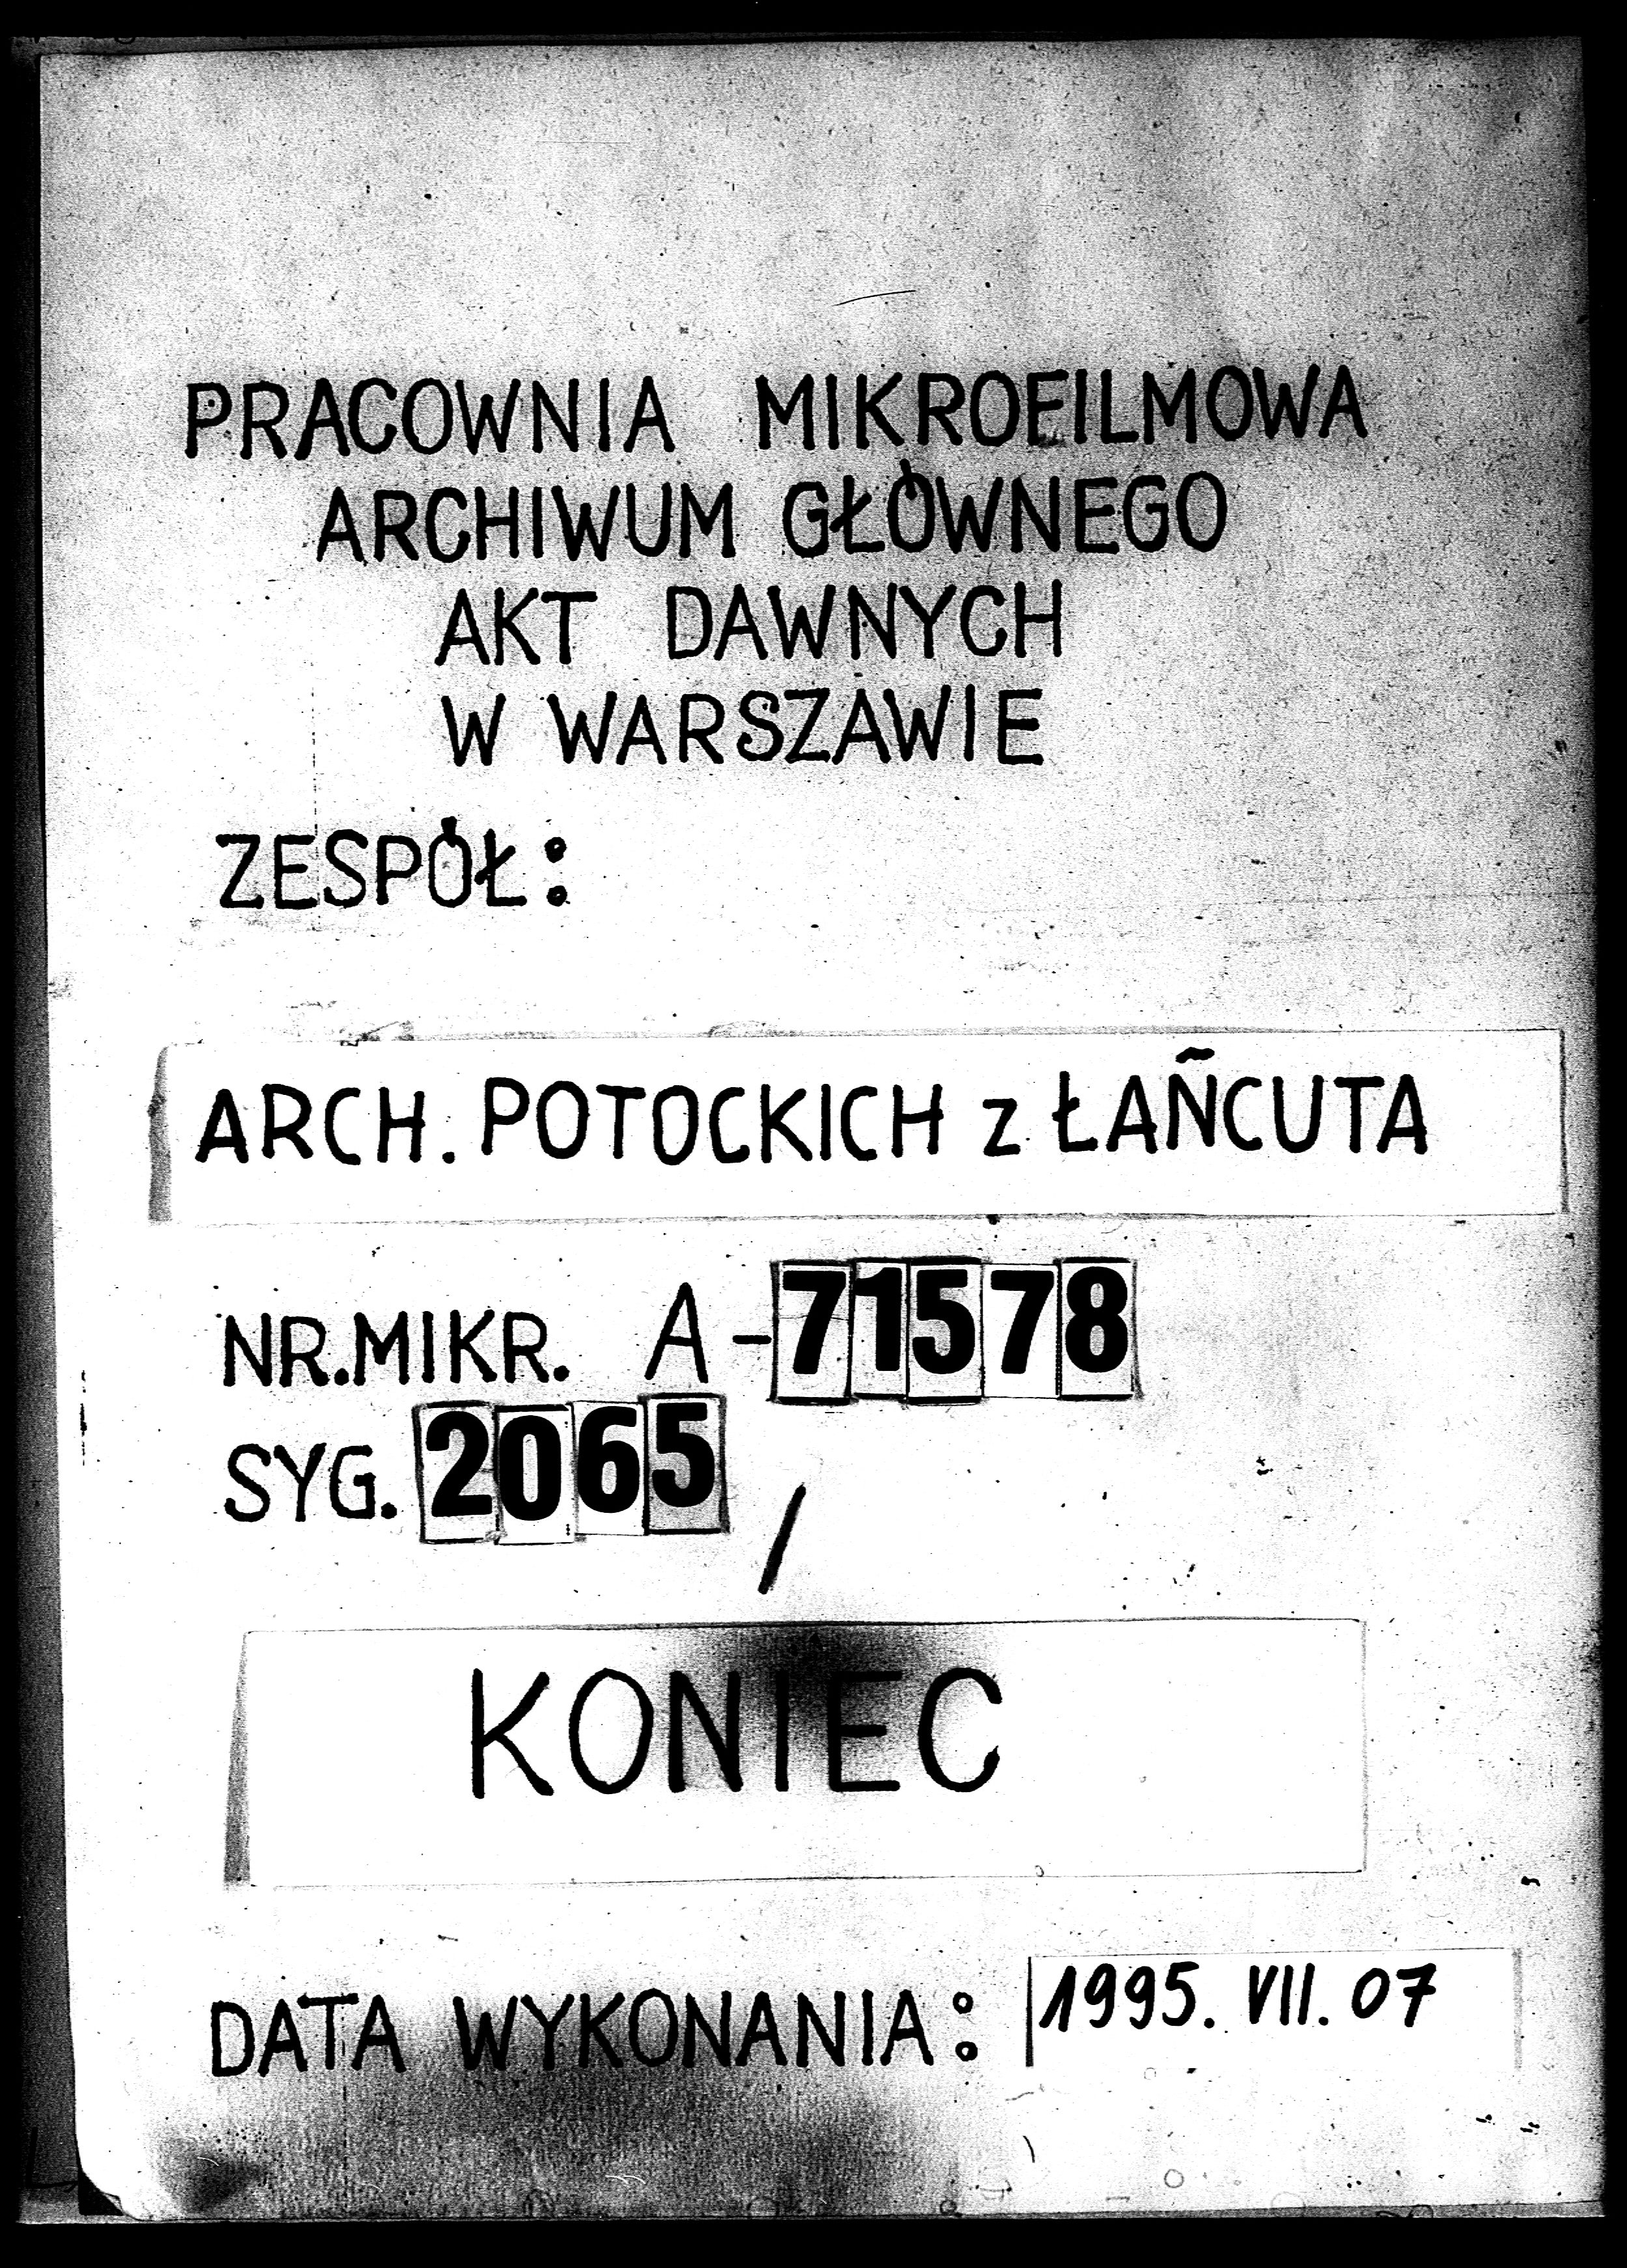 PRACOWNIA MIKROFILMOWA
ARCHIWUM GŁÓWNEGO
AKT DAWNYCH
W WARSZAWIE
ZESPÓŁ:
ARCH. POTOCKICH z ŁAŃCUTA
NR.MIKR. A-71578
SYG. 2065/
KONIEC
DATA WYKONANIA: 1995. VII. 07